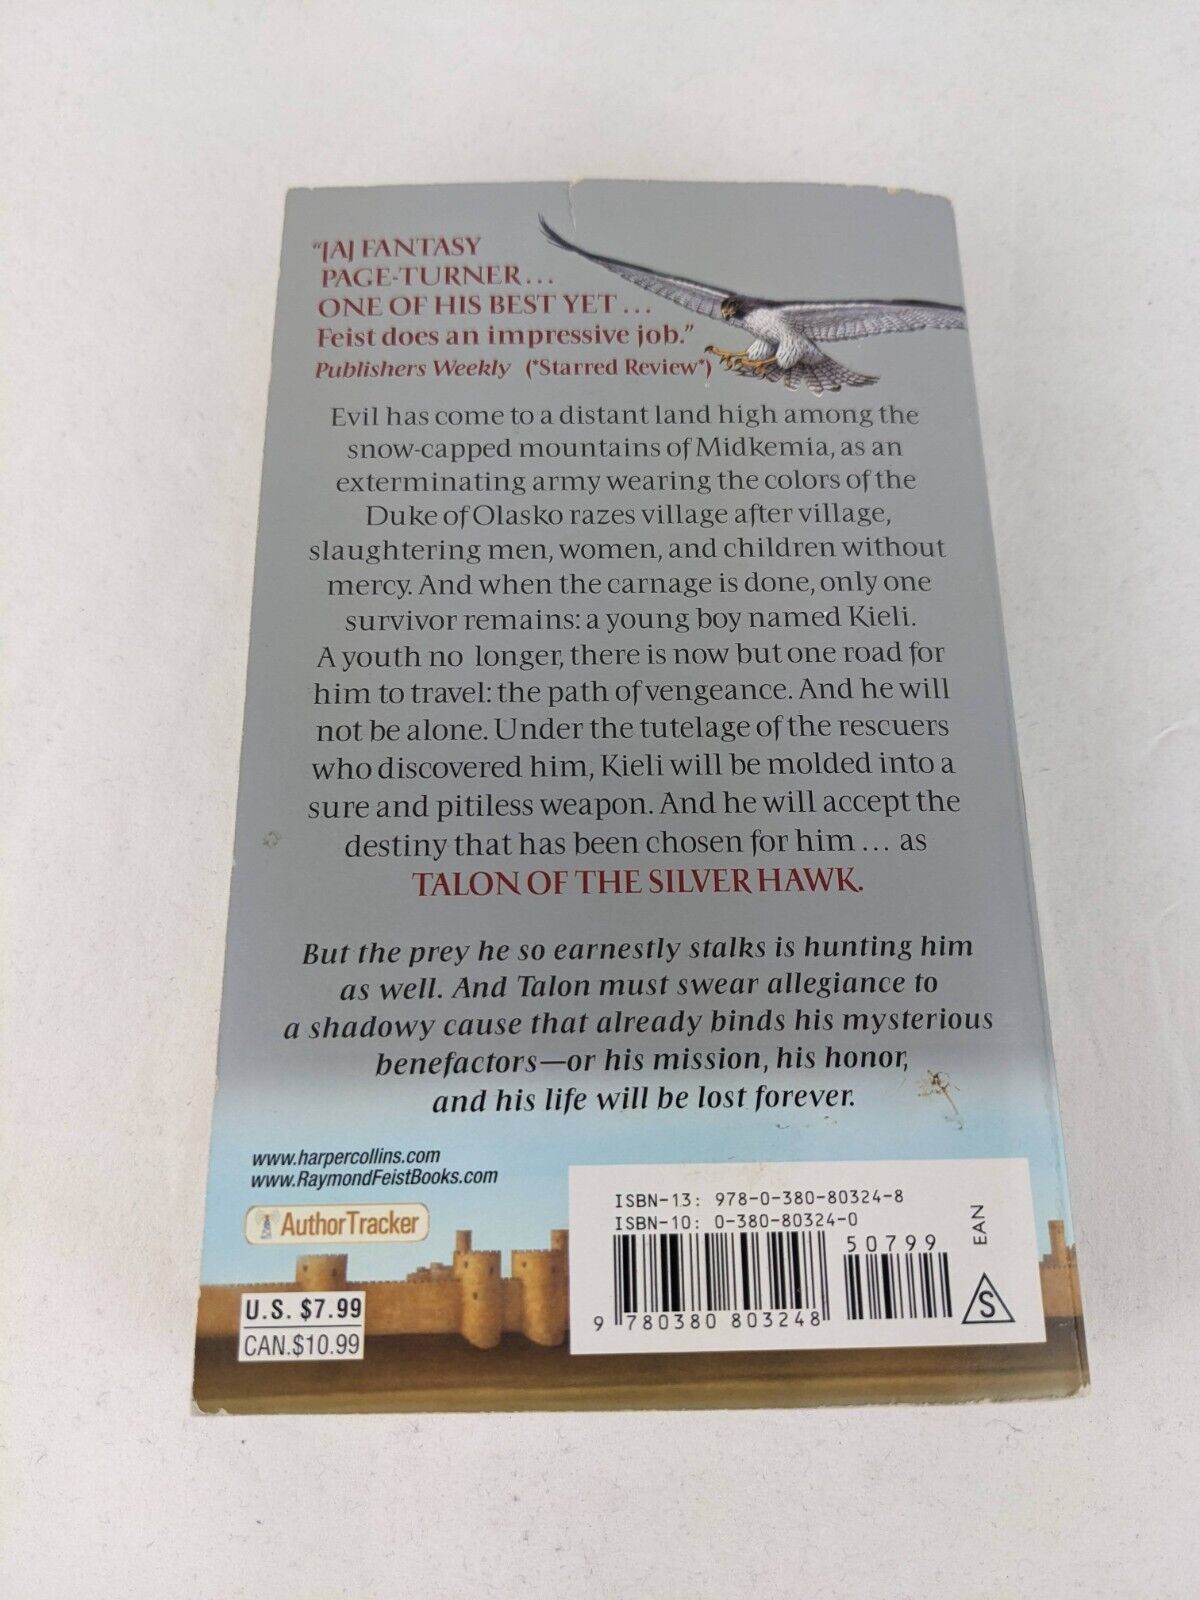 “[A] FANTASY
PAGE-TURNER...
ONE OF HIS BEST YET...
Feist does an impressive job.”
Publishers Weekly (*Starred Review*)
Evil has come to a distant land high among the
snow-capped mountains of Midkemia, as an
exterminating army wearing the colors of the
Duke of Olasko razes village after village,
slaughtering men, women, and children without
mercy. And when the carnage is done, only one
survivor remains: a young boy named Kieli.
A youth no longer, there is now but one road for
him to travel: the path of vengeance. And he will
not be alone. Under the tutelage of the rescuers
who discovered him, Kieli will be molded into a
sure and pitiless weapon. And he will accept the
destiny that has been chosen for him... as
TALON OF THE SILVER HAWK.
But the prey he so earnestly stalks is hunting him
as well. And Talon must swear allegiance to
a shadowy cause that already binds his mysterious
benefactors—or his mission, his honor,
and his life will be lost forever.
www.harpercollins.com
www.RaymondFeistBooks.com
AuthorTracker
U.S. $7.99
CAN.$10.99
ISBN-13: 978-0-380-80324-8
ISBN-10: 0-380-80324-0
50799
EAN
9 780380 803248
S